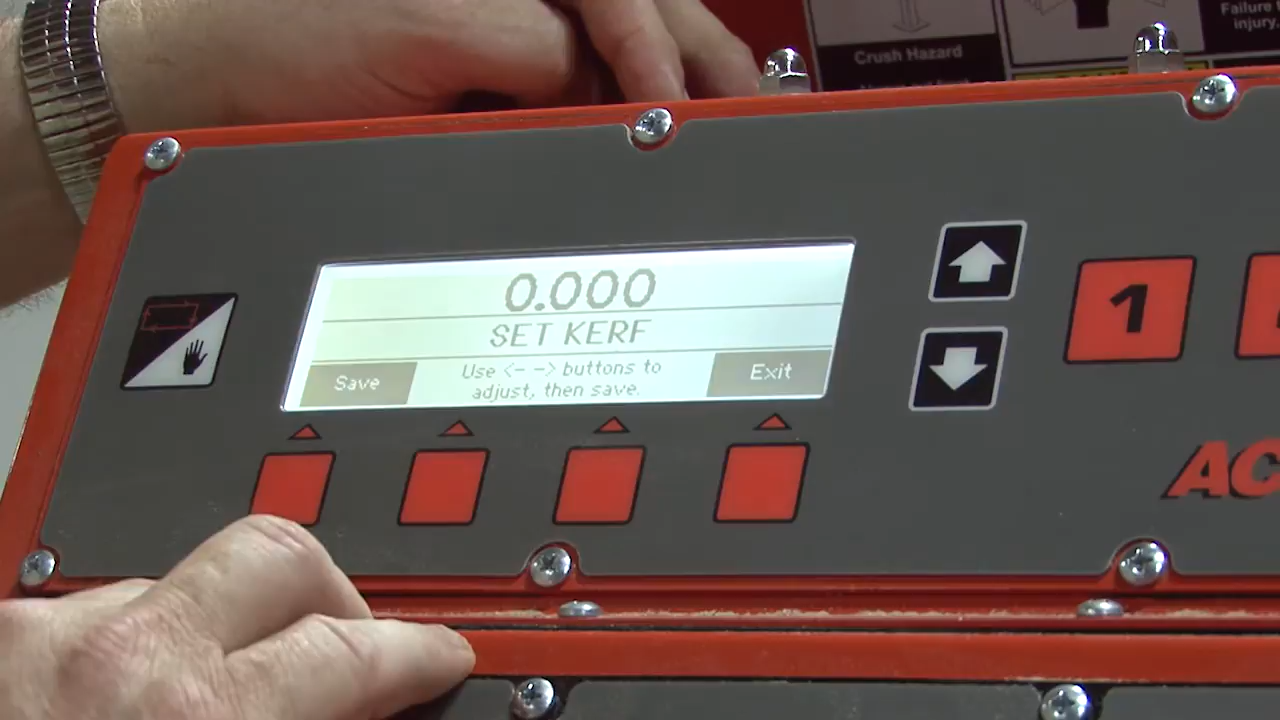 Crush Hazard
Failure
injury,
0.000
SET KERF
Use <- -> buttons to
adjust, then save.
Save
Exit
1
AC